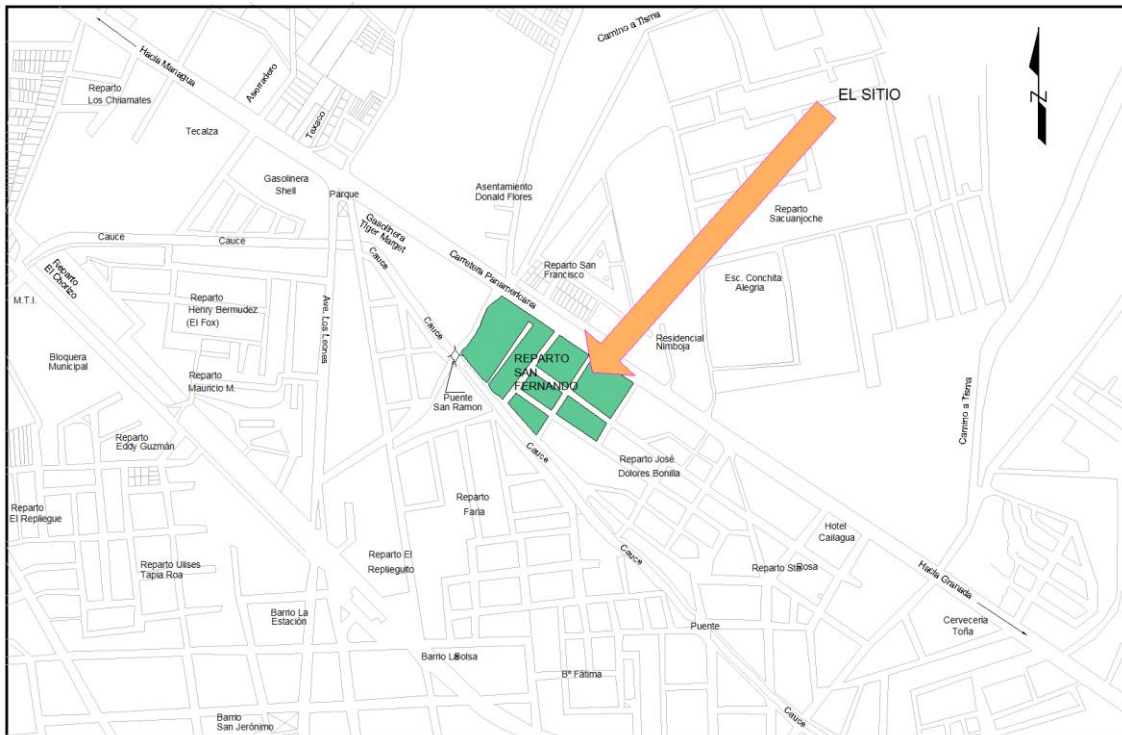 Camino a Tisma
Hacia Managua
Aserradero
EL SITIO
Reparto
Los Chriamates
N
Texaco
Tecalza
Gasolinera
Shell
Parque
Asentamiento
Donald Flores
Reparto
Sacuanjoche
Gasolinera
Tiger Marget
Cauce
Cauce
Cauce
Carretera Panamericana
Reparto San
Francisco
Reparto
El Chorizo
Esc. Conchita
Alegria
M.T.I.
Reparto
Henry Bermudez
(El Fox)
Ave. Los Leones
Cauce
Residencial
Nimboja
Bloquera
Municipal
REPARTO
SAN
FERNANDO
Reparto
Mauricio M.
Puente
San Ramon
Camino a Tisma
Reparto
Eddy Guzmán
Cauce
Reparto José
Dolores Bonilla
Reparto
El Repliegue
Reparto
Faria
Hotel
Cailagua
Reparto Ulises
Tapia Roa
Reparto El
Replieguito
Cauce
Reparto Sta Rosa
Hacia Granada
Barrio La
Estación
Puente
Cerveceria
Toña
Barrio La Bolsa
Bº Fátima
Barrio
San Jerónimo
Cauce